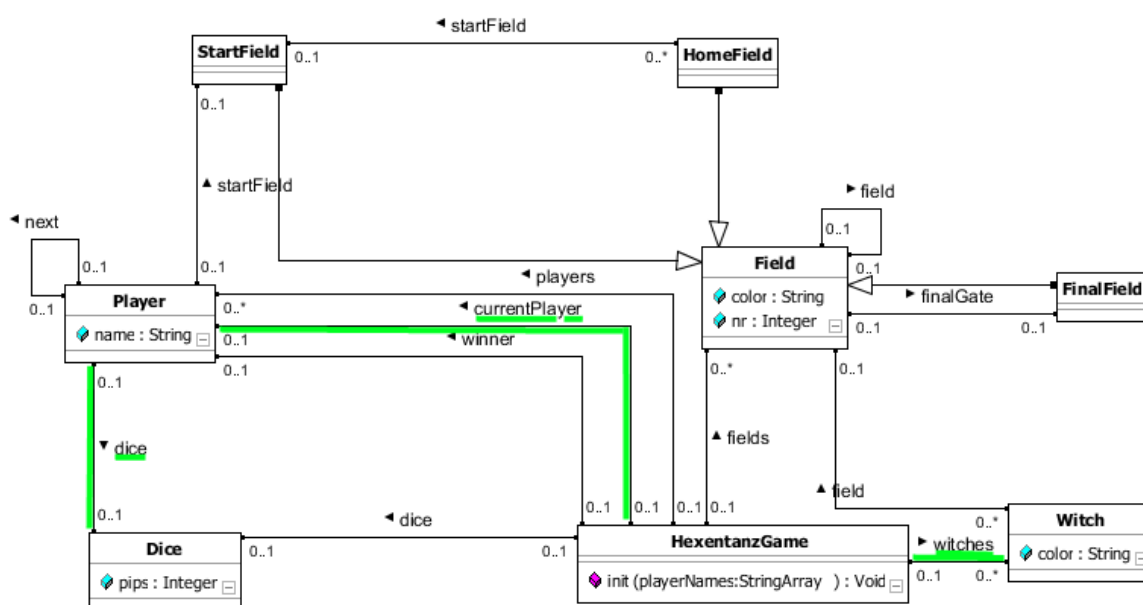 ◄ startField
StartField
0..1
0..*
HomeField
0..1
▲ startField
► field
◄ next
0..1
0..1
0..1
0..1
0..1
Field
color : String
nr : Integer
FinalField
► finalGate
0..1
0..1
◄ players
Player
name : String
0..*
◄ currentPlayer
0..1
◄ winner
0..1
0..1
0..*
0..1
▼ dice
▲ fields
▲ field
0..1
◄ dice
0..1
0..1
0..1
0..1
0..*
Dice
pips : Integer
0..1
0..1
HexentanzGame
init (playerNames:StringArray ) : Void
► witches
0..1
0..*
Witch
color : String